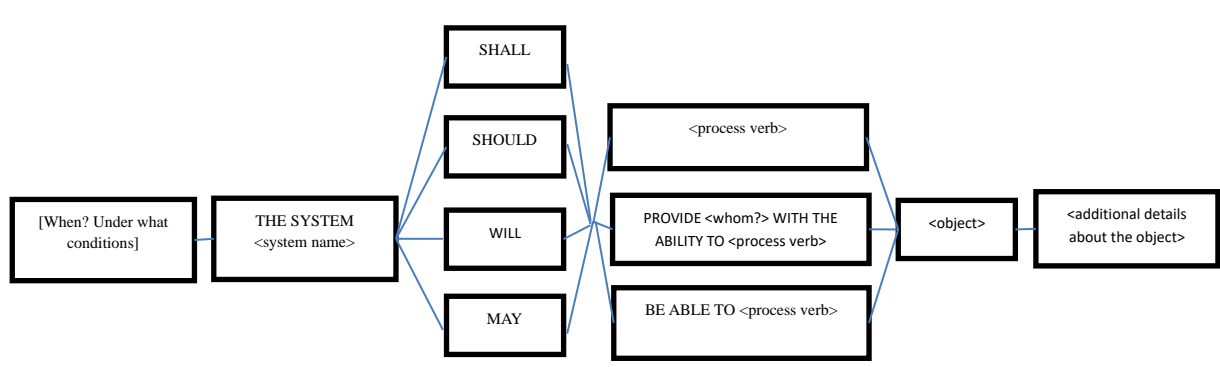 [When? Under what
conditions]
THE SYSTEM
<system name>
SHALL
SHOULD
WILL
MAY
<process verb>
PROVIDE <whom?> WITH THE
ABILITY TO <process verb>
BE ABLE TO <process verb>
<object>
<additional details
about the object>